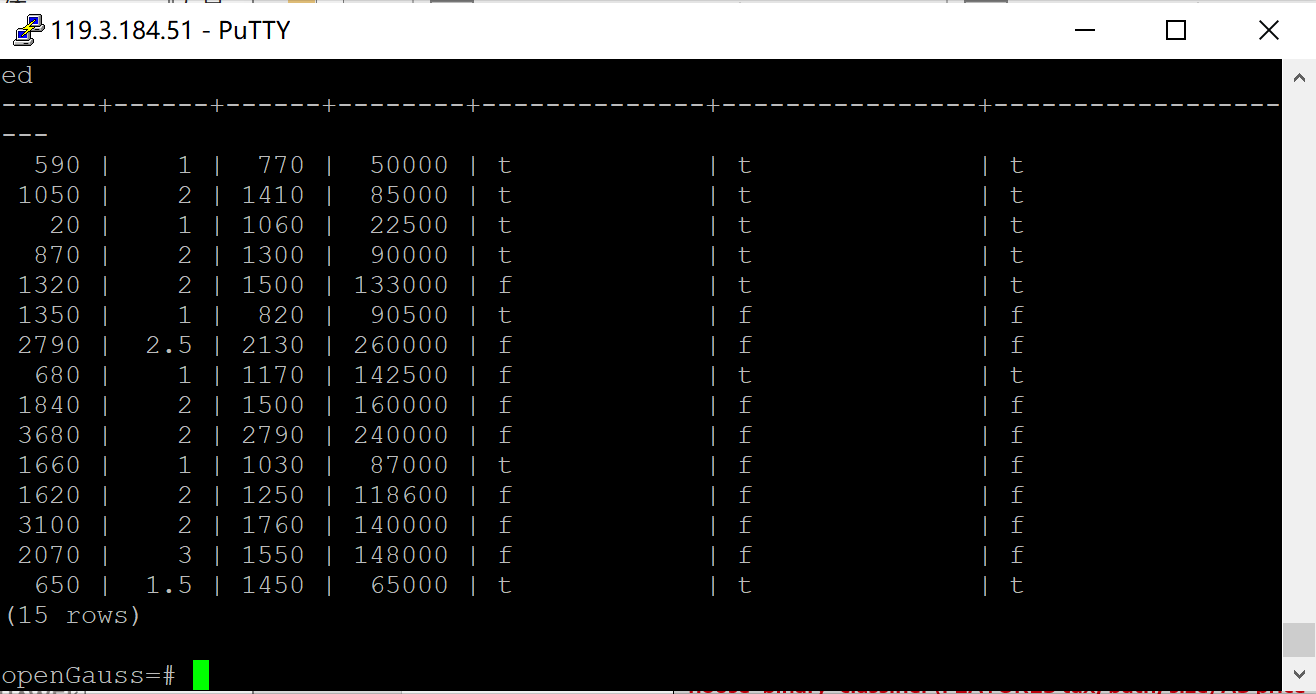 119.3.184.51 - PuTTY
ed
------+------+------+--------+--------------+----------------+------------------
---
  590 |    1 |  770 |  50000 | t            | t              | t
 1050 |    2 | 1410 |  85000 | t            | t              | t
   20 |    1 | 1060 |  22500 | t            | t              | t
  870 |    2 | 1300 |  90000 | t            | t              | t
 1320 |    2 | 1500 | 133000 | f            | t              | t
 1350 |    1 |  820 |  90500 | t            | f              | f
 2790 |  2.5 | 2130 | 260000 | f            | f              | f
  680 |    1 | 1170 | 142500 | f            | t              | t
 1840 |    2 | 1500 | 160000 | f            | f              | f
 3680 |    2 | 2790 | 240000 | f            | f              | f
 1660 |    1 | 1030 |  87000 | t            | f              | f
 1620 |    2 | 1250 | 118600 | f            | f              | f
 3100 |    2 | 1760 | 140000 | f            | f              | f
 2070 |    3 | 1550 | 148000 | f            | f              | f
  650 |  1.5 | 1450 |  65000 | t            | t              | t
(15 rows)
openGauss=#